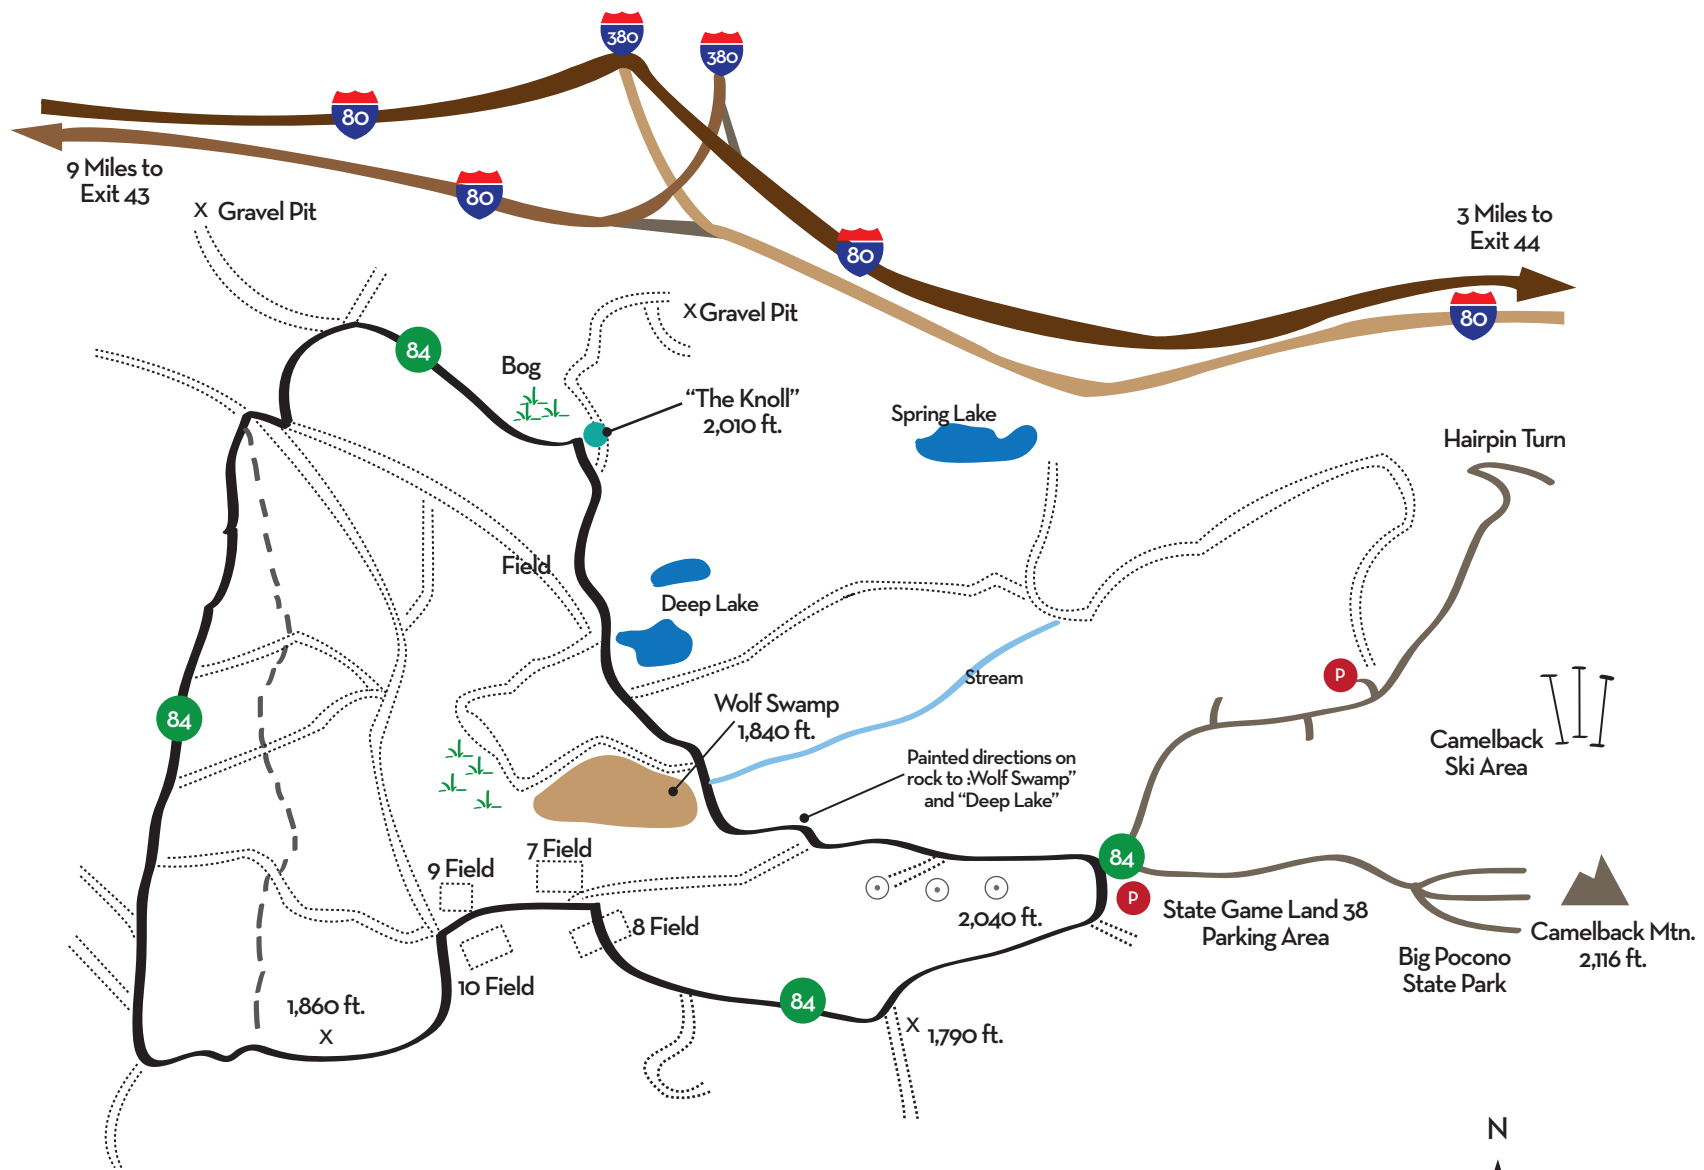 380
380
80
9 Miles to
Exit 43
80
X Gravel Pit
3 Miles to
Exit 44
80
80
X Gravel Pit
84
Bog
"The Knoll"
2,010 ft.
Spring Lake
Hairpin Turn
Field
Deep Lake
Stream
P
Wolf Swamp
1,840 ft.
84
Camelback
Ski Area
Painted directions on
rock to :Wolf Swamp"
and "Deep Lake"
84
7 Field
9 Field
P
State Game Land 38
Parking Area
2,040 ft.
8 Field
10 Field
Camelback Mtn.
2,116 ft.
Big Pocono
State Park
84
1,860 ft.
X
X 1,790 ft.
N